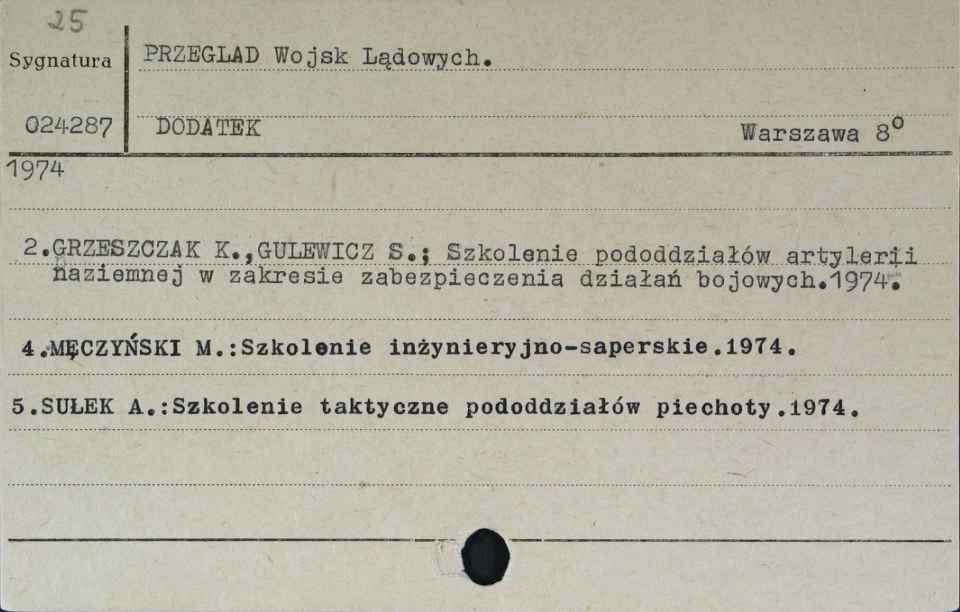 25
Sygnatura
PRZEGLAD Wojsk Lądowych.
024287
DODATEK
Warszawa 8°
1974
2.GRZESZCZAK K.,GULEWICZ S.; Szkolenie pododdziałów artylerii
naziemnej w zakresie zabezpieczenia działań bojowych.1974.
4.MĘCZYŃSKI M.:Szkolenie inżynieryjno-saperskie.1974.
5.SUŁEK A.:Szkolenie taktyczne pododdziałów piechoty.1974.